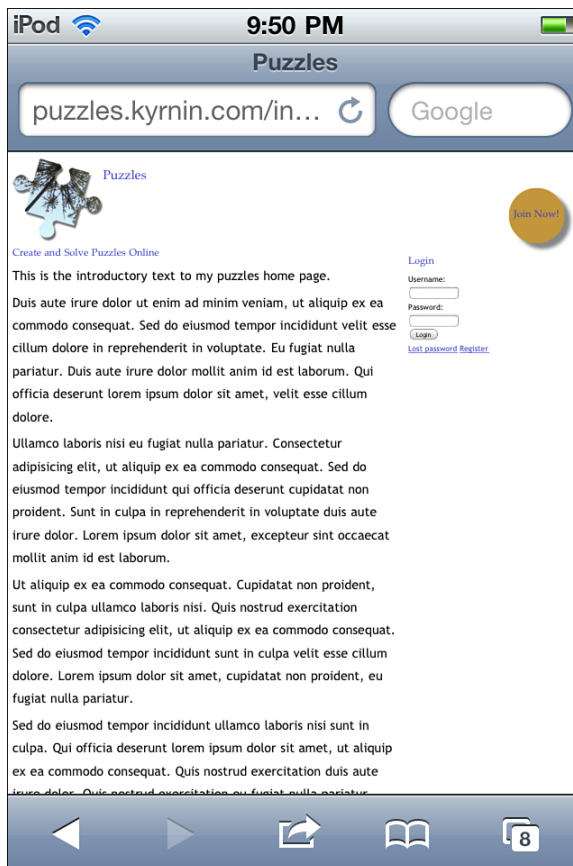 iPod
9:50 PM
Puzzles
puzzles.kyrnin.com/in...
Google
Puzzles
Join Now!
Create and Solve Puzzles Online
This is the introductory text to my puzzles home page.
Duis aute irure dolor ut enim ad minim veniam, ut aliquip ex ea
commodo consequat. Sed do eiusmod tempor incididunt velit esse
cillum dolore in reprehenderit in voluptate. Eu fugiat nulla
pariatur. Duis aute irure dolor mollit anim id est laborum. Qui
officia deserunt lorem ipsum dolor sit amet, velit esse cillum
dolore.
Ullamco laboris nisi eu fugiat nulla pariatur. Consectetur
adipisicing elit, ut aliquip ex ea commodo consequat. Sed do
eiusmod tempor incididunt qui officia deserunt cupidatat non
proident. Sunt in culpa in reprehenderit in voluptate duis aute
irure dolor. Lorem ipsum dolor sit amet, excepteur sint occaecat
mollit anim id est laborum.
Ut aliquip ex ea commodo consequat. Cupidatat non proident,
sunt in culpa ullamco laboris nisi. Quis nostrud exercitation
consectetur adipisicing elit, ut aliquip ex ea commodo consequat.
Sed do eiusmod tempor incididunt sunt in culpa velit esse cillum
dolore. Lorem ipsum dolor sit amet, cupidatat non proident, eu
fugiat nulla pariatur.
Sed do eiusmod tempor incididunt ullamco laboris nisi sunt in
culpa. Qui officia deserunt lorem ipsum dolor sit amet, ut aliquip
ex ea commodo consequat. Quis nostrud exercitation duis aute
irure dolor. Quis nostrud exercitation eu fugiat nulla pariatur.
Login
Username:
Password:
Login
Lost password Register
8